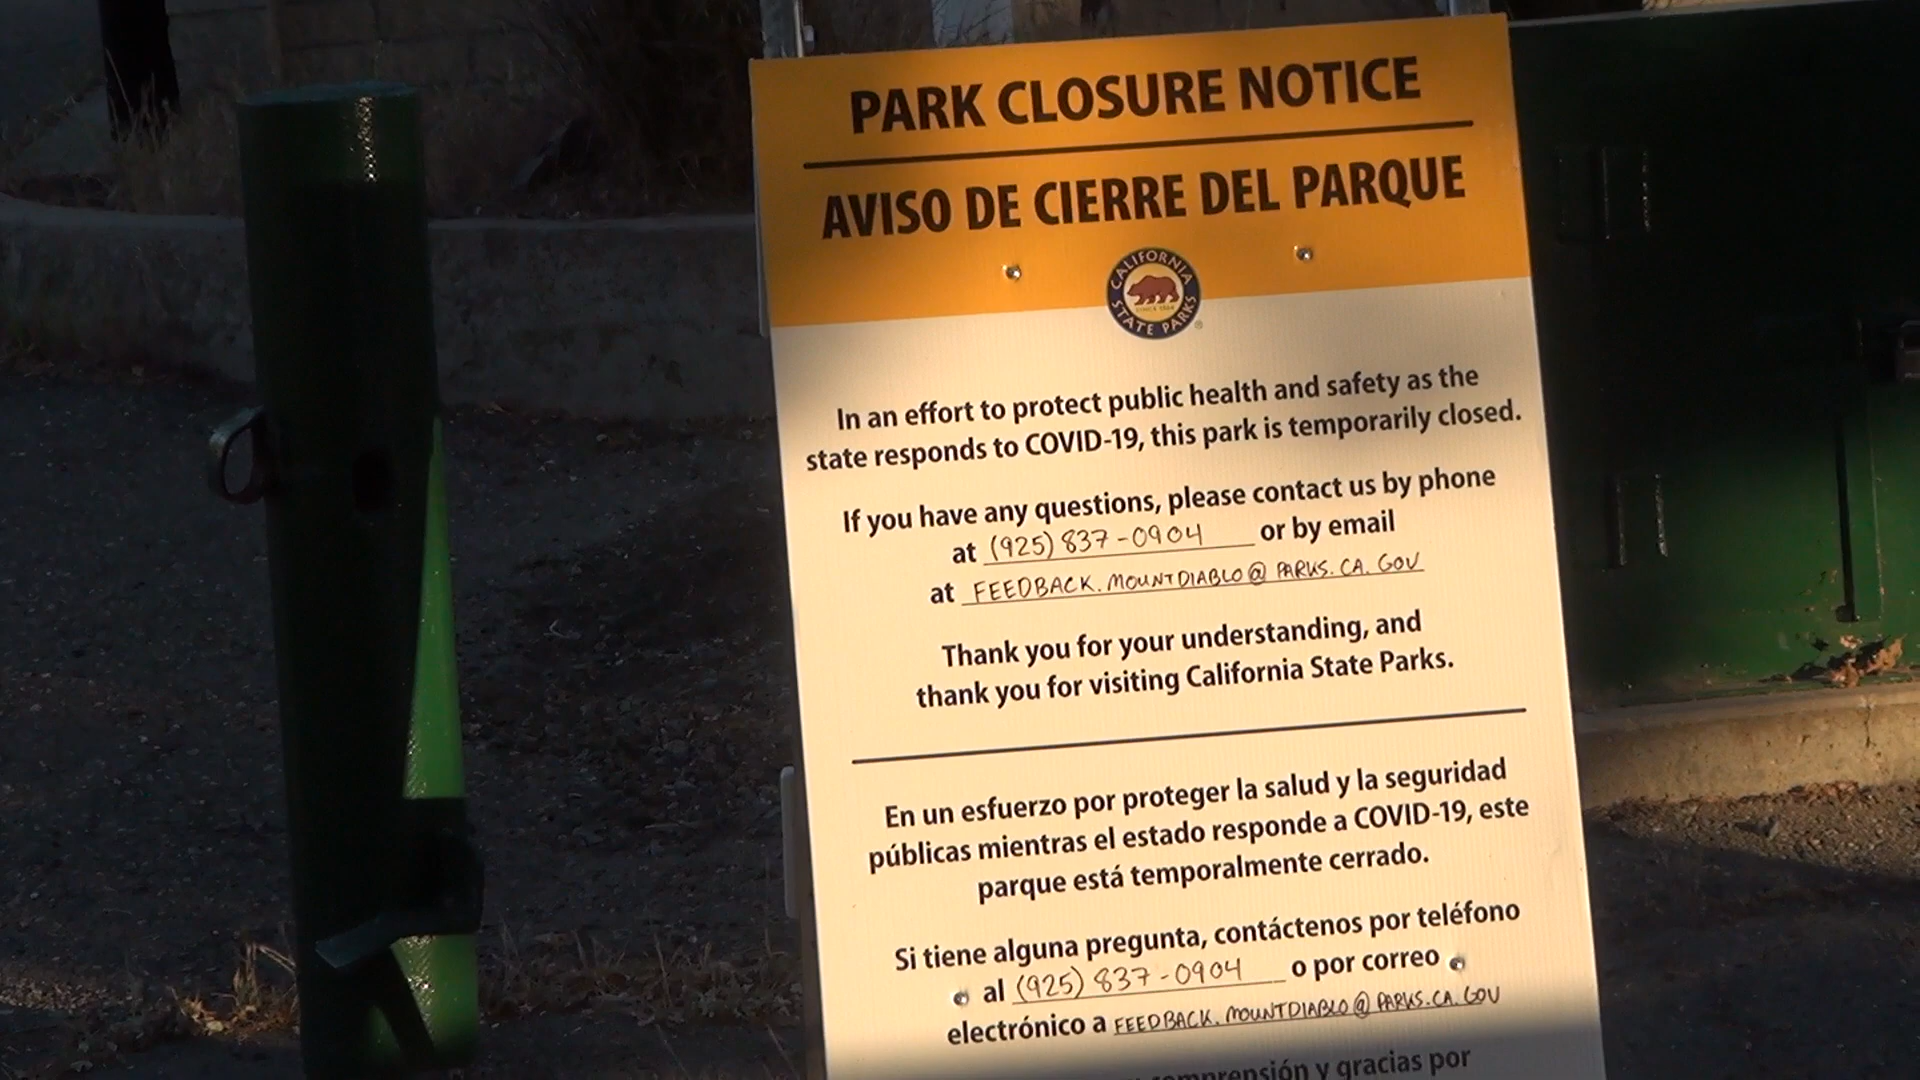 PARK CLOSURE NOTICE
AVISO DE CIERRE DEL PARQUE
CALIFORNIA
STATE PARKS
SINCE 1864
®
In an effort to protect public health and safety as the
state responds to COVID-19, this park is temporarily closed.
If you have any questions, please contact us by phone
at (925) 837-0904 or by email
at FEEDBACK.MOUNTDIABLO@PARKS.CA.GOV
Thank you for your understanding, and
thank you for visiting California State Parks.
En un esfuerzo por proteger la salud y la seguridad
públicas mientras el estado responde a COVID-19, este
parque está temporalmente cerrado.
Si tiene alguna pregunta, contáctenos por teléfono
al (925) 837-0904 o por correo
electrónico a FEEDBACK.MOUNTDIABLO@PARKS.CA.GOV
comprensión y gracias por